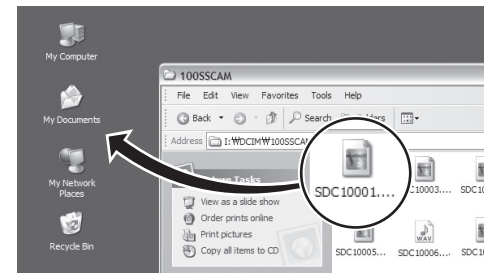 My Computer
My Documents
My Network
Places
Recycle Bin
100SSCAM
File Edit View Favorites Tools Help
Back Search
Address I:₩DCIM₩100SSCAM
Tasks
View as a slide show
Order prints online
Print pictures
Copy all items to CD
SDC10001....
SDC10005...
WAV
SDC10006....